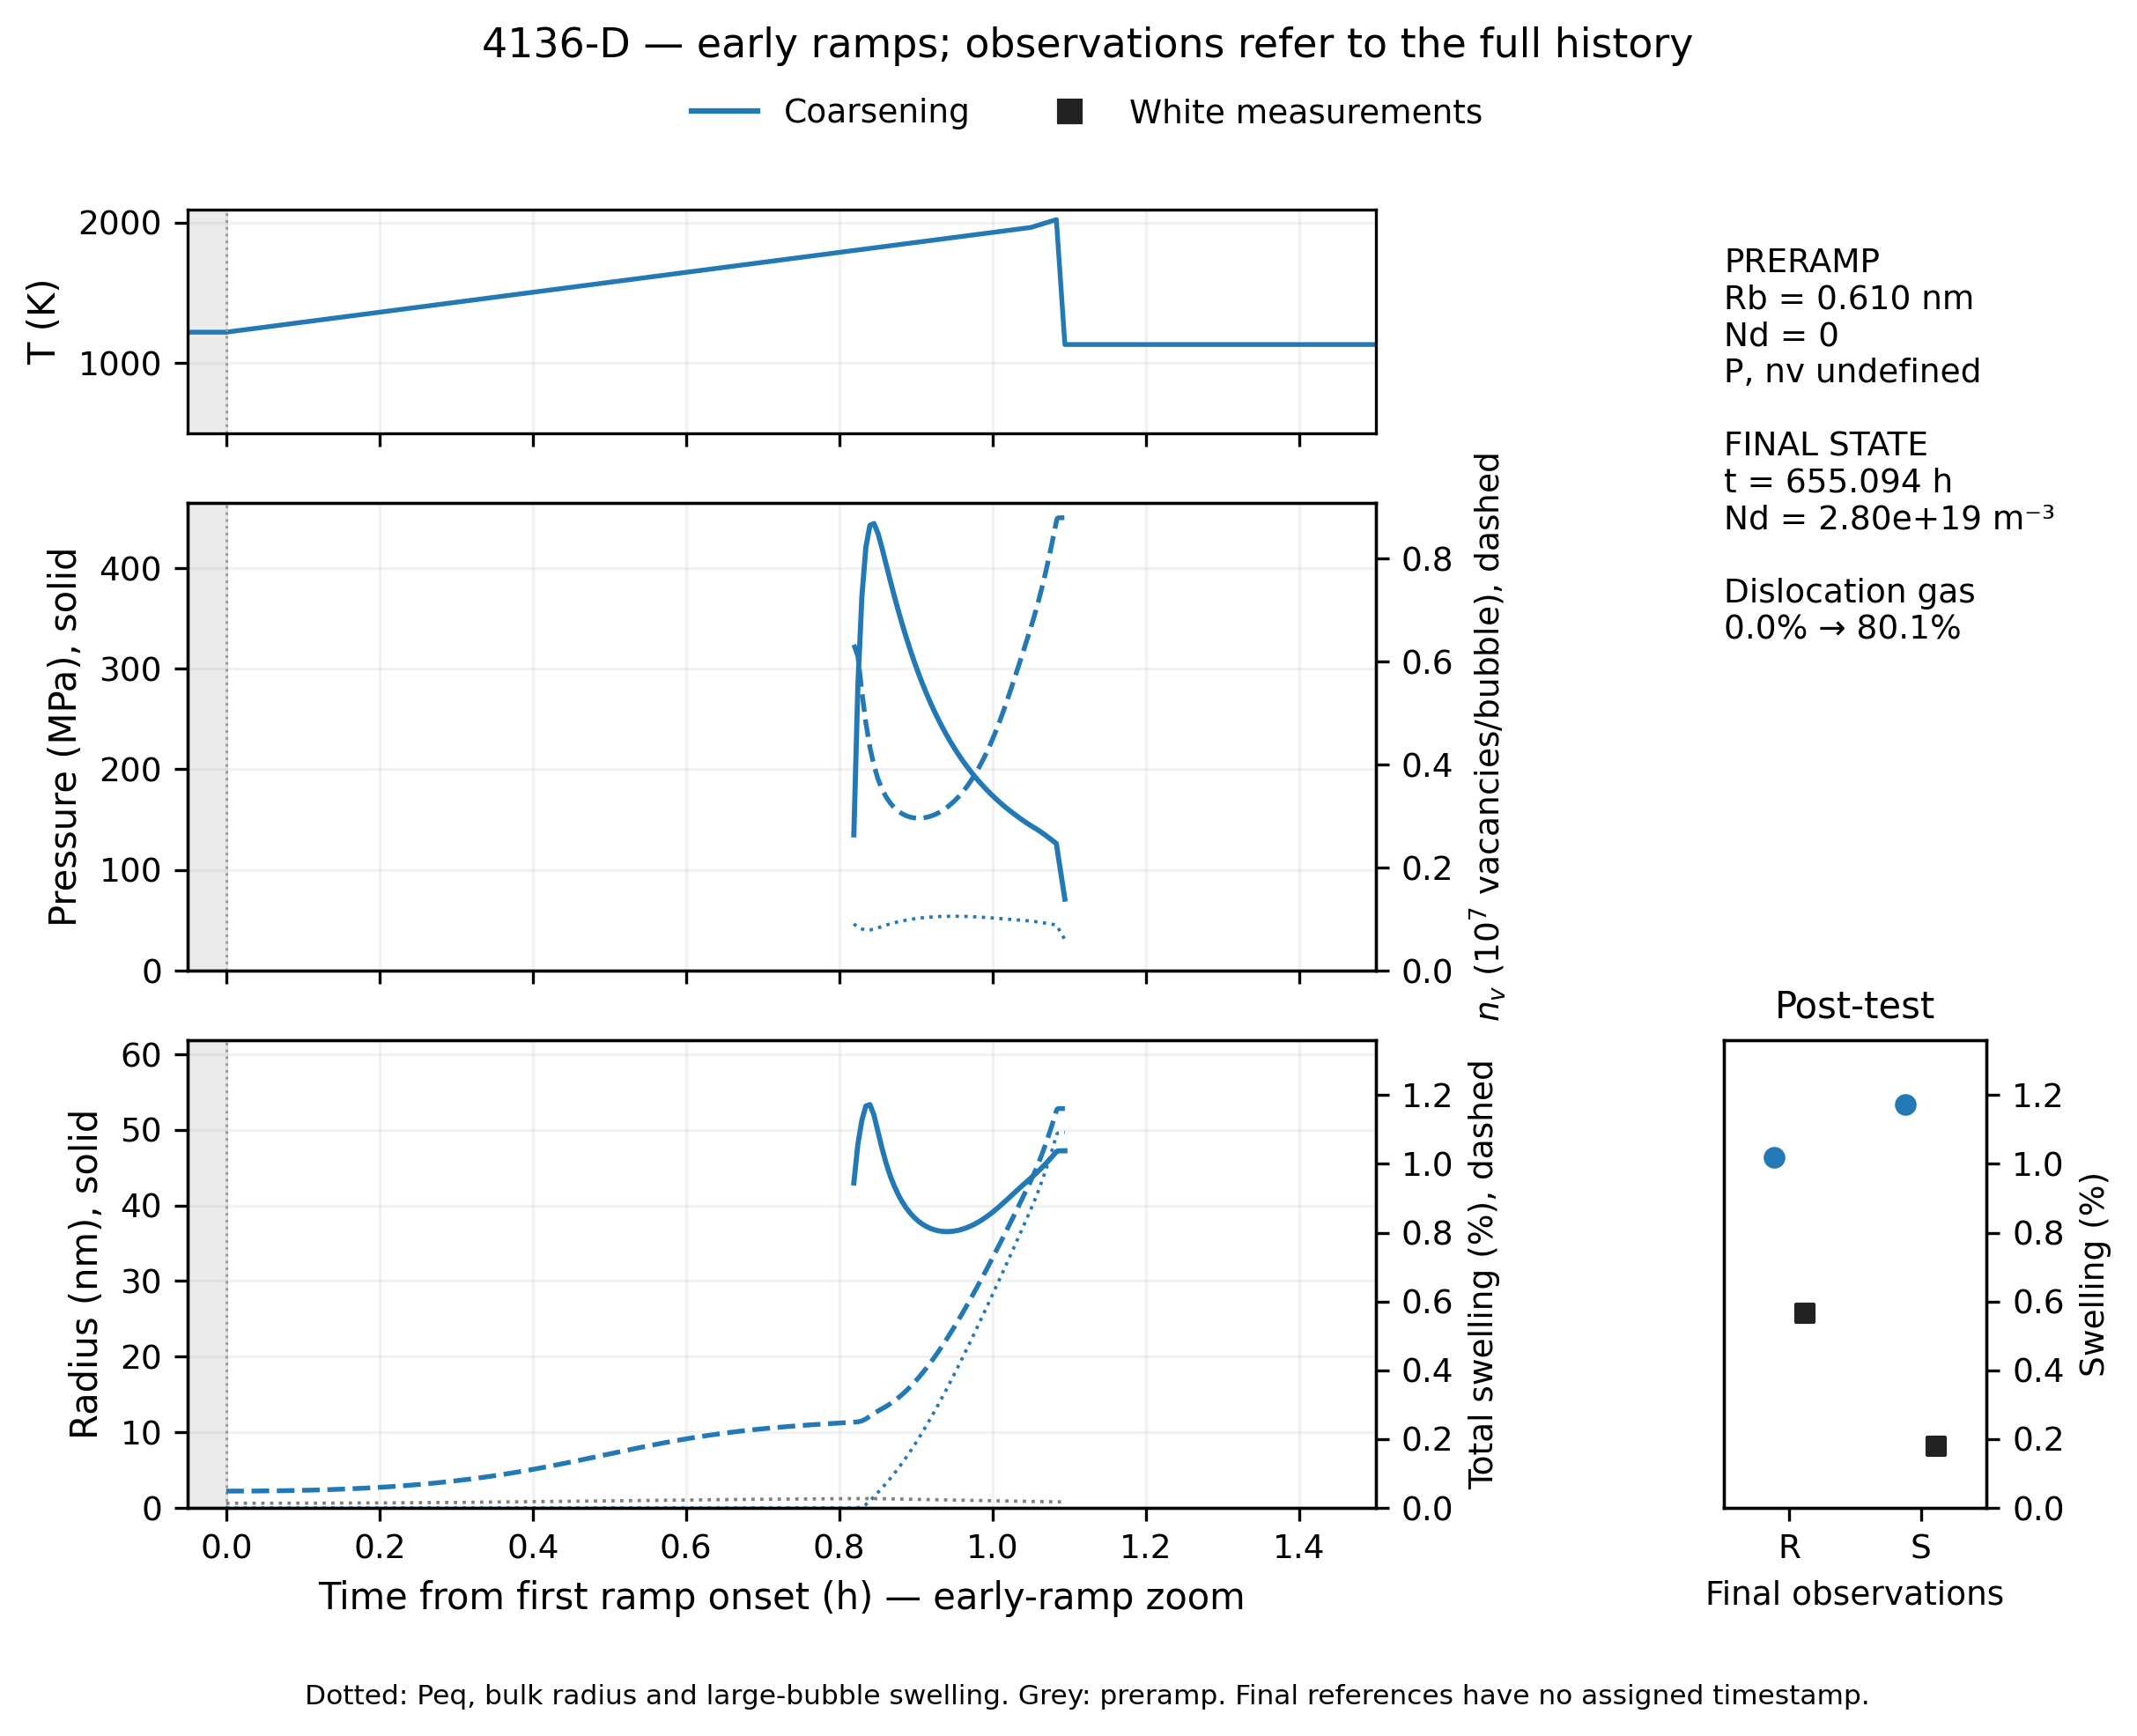 4136-D — early ramps; observations refer to the full history
Coarsening
White measurements
T (K)
2000
1000
PRERAMP
Rb = 0.610 nm
Nd = 0
P, nv undefined
FINAL STATE
t = 655.094 h
Nd = 2.80e+19 m⁻³
Dislocation gas
0.0% → 80.1%
Pressure (MPa), solid
400
300
200
100
0
0.8
0.6
0.4
0.2
0.0
n_v (10⁷ vacancies/bubble), dashed
Radius (nm), solid
60
50
40
30
20
10
0
1.2
1.0
0.8
0.6
0.4
0.2
0.0
Total swelling (%), dashed
0.0 0.2 0.4 0.6 0.8 1.0 1.2 1.4
Time from first ramp onset (h) — early-ramp zoom
Post-test
1.2
1.0
0.8
0.6
0.4
0.2
0.0
Swelling (%)
R S
Final observations
Dotted: Peq, bulk radius and large-bubble swelling. Grey: preramp. Final references have no assigned timestamp.